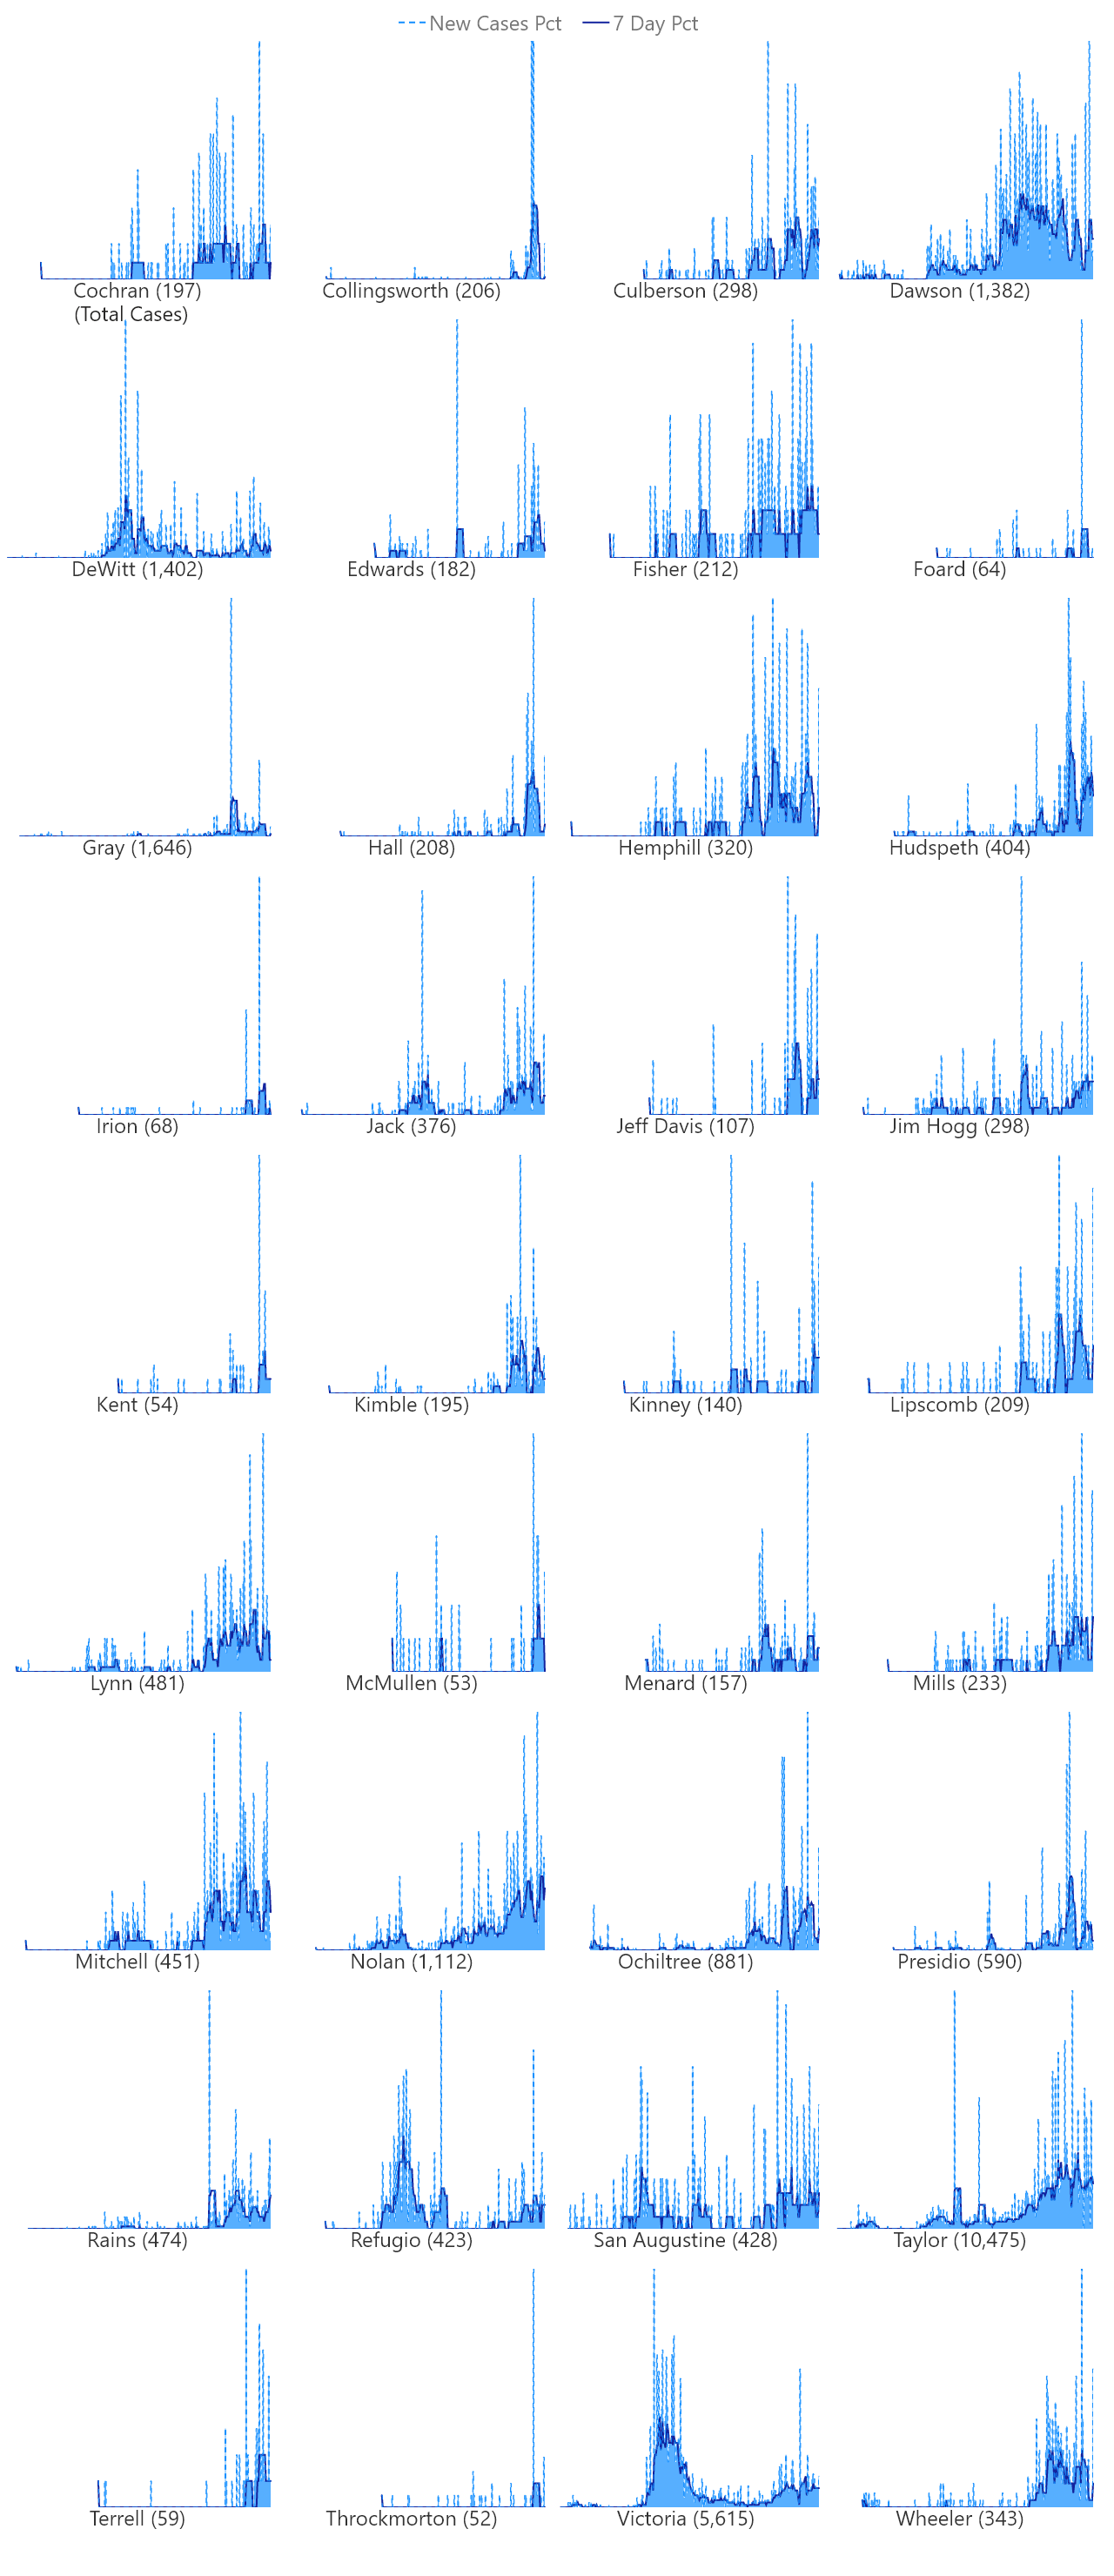 New Cases Pct 7 Day Pct
Cochran (197) Collingsworth (206) Culberson (298) Dawson (1,382)
(Total Cases)
DeWitt (1,402) Edwards (182) Fisher (212) Foard (64)
Gray (1,646) Hall (208) Hemphill (320) Hudspeth (404)
Irion (68) Jack (376) Jeff Davis (107) Jim Hogg (298)
Kent (54) Kimble (195) Kinney (140) Lipscomb (209)
Lynn (481) McMullen (53) Menard (157) Mills (233)
Mitchell (451) Nolan (1,112) Ochiltree (881) Presidio (590)
Rains (474) Refugio (423) San Augustine (428) Taylor (10,475)
Terrell (59) Throckmorton (52) Victoria (5,615) Wheeler (343)